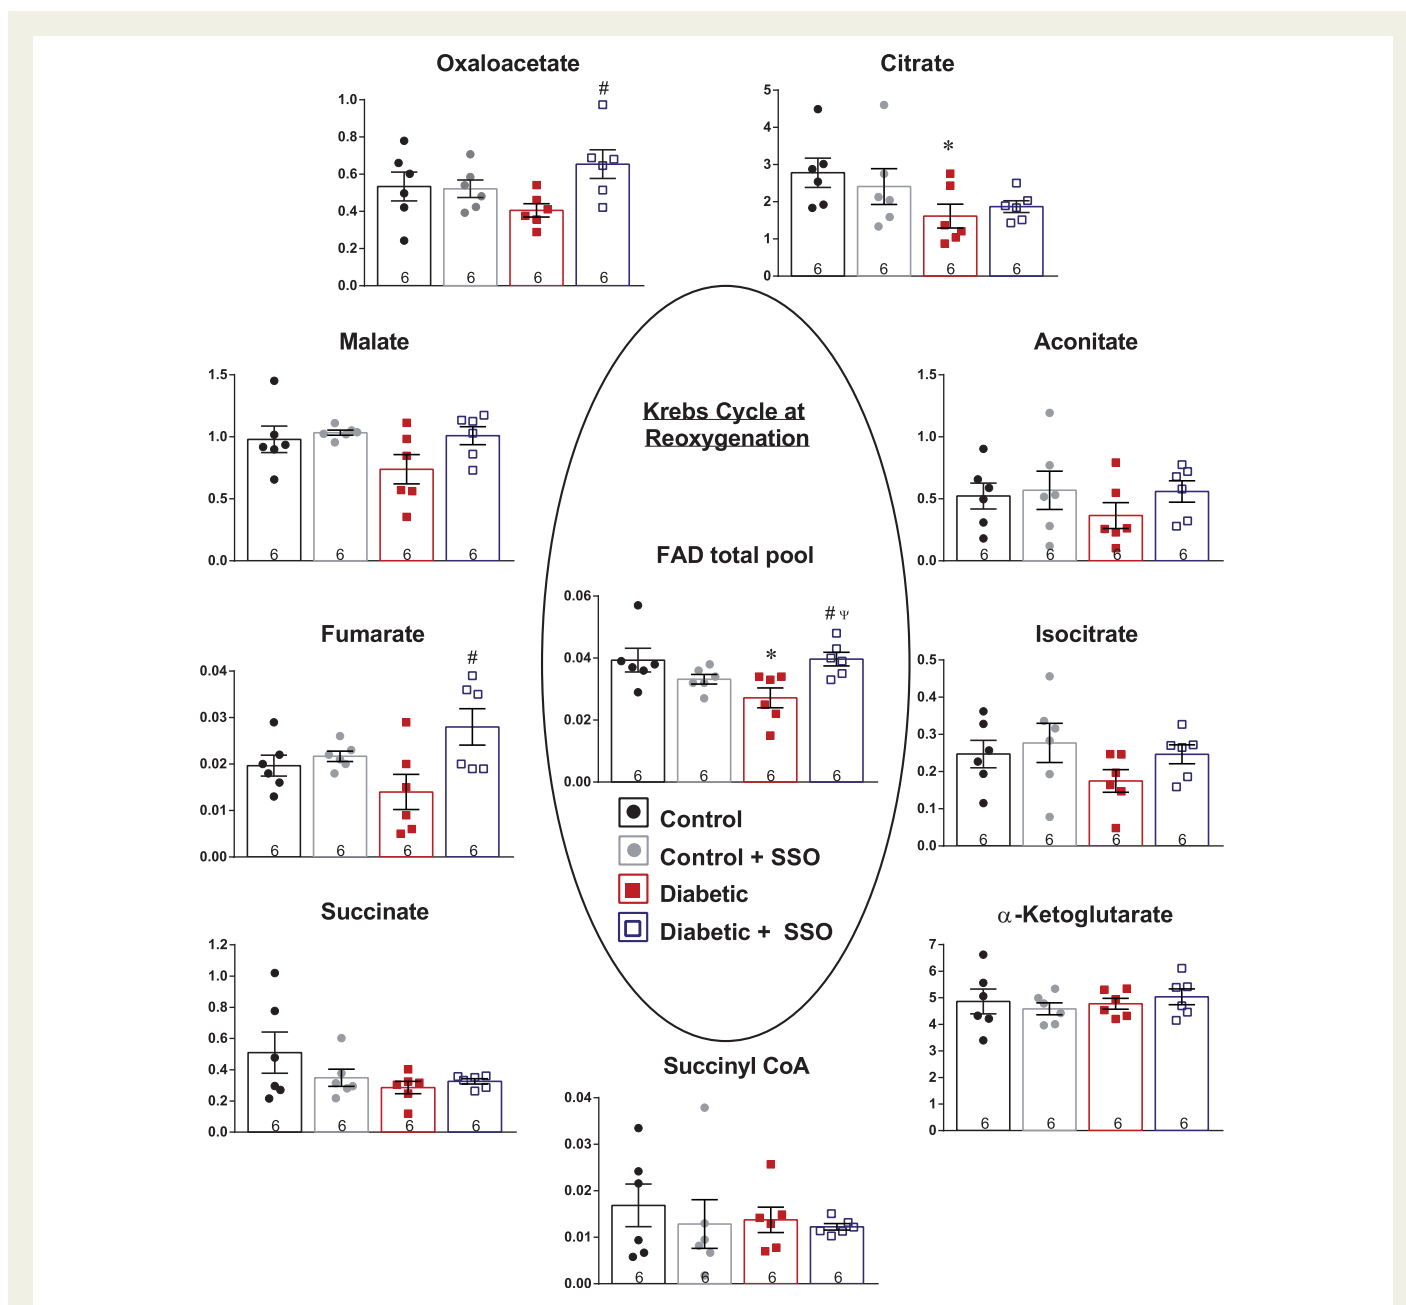 Oxaloacetate
#
1.0
0.8
0.6
0.4
0.2
0.0
6 6 6 6
Citrate
*
5
4
3
2
1
0
6 6 6 6
Malate
1.5
1.0
0.5
0.0
6 6 6 6
Krebs Cycle at
Reoxygenation
Aconitate
1.5
1.0
0.5
0.0
6 6 6 6
FAD total pool
# Ψ
*
0.06
0.04
0.02
0.00
6 6 6 6
Fumarate
#
0.04
0.03
0.02
0.01
0.00
6 6 6 6
Isocitrate
0.5
0.4
0.3
0.2
0.1
0.0
6 6 6 6
Control
Control + SSO
Diabetic
Diabetic + SSO
Succinate
1.2
1.0
0.8
0.6
0.4
0.2
0.0
6 6 6 6
α-Ketoglutarate
7
6
5
4
3
2
1
0
6 6 6 6
Succinyl CoA
0.04
0.03
0.02
0.01
0.00
6 6 6 6